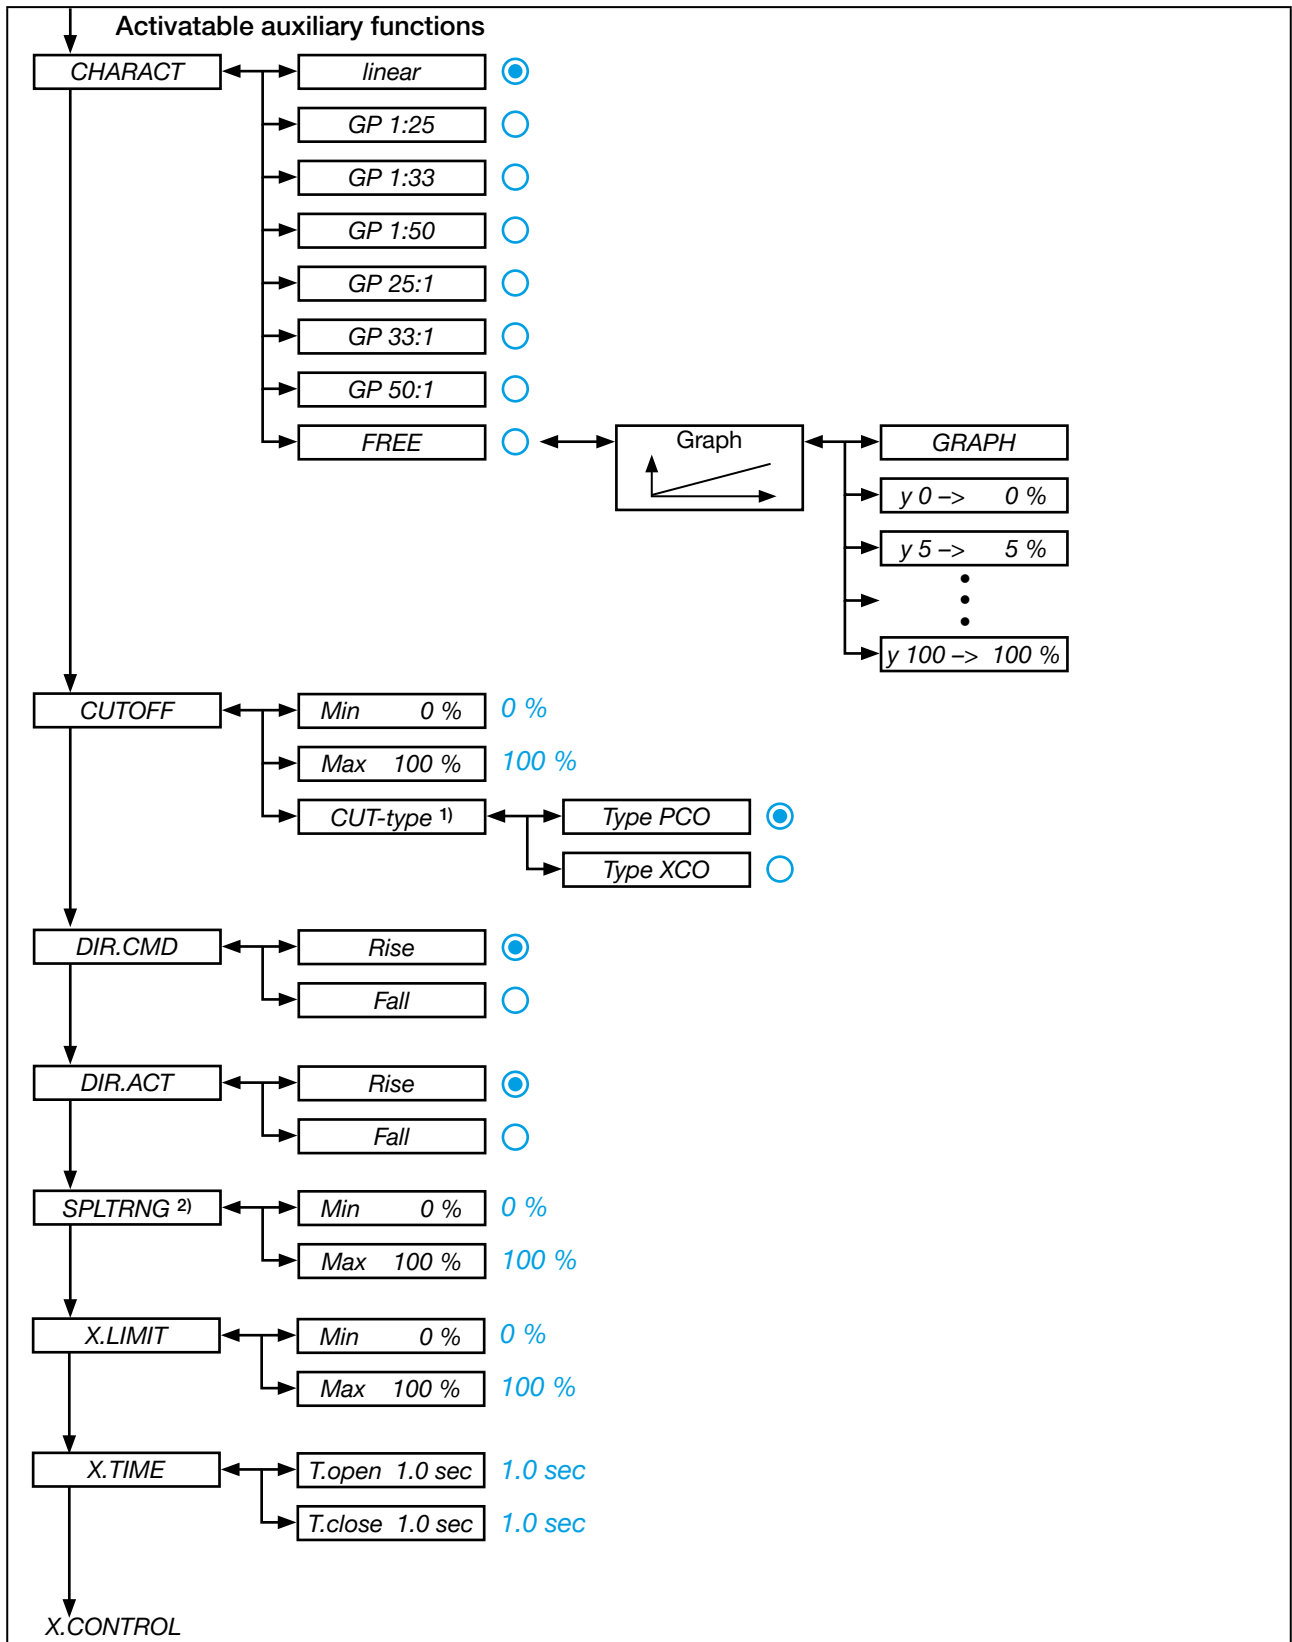 Activatable auxiliary functions
CHARACT
linear
GP 1:25
GP 1:33
GP 1:50
GP 25:1
GP 33:1
GP 50:1
FREE
Graph
GRAPH
y 0 –> 0 %
y 5 –> 5 %
y 100 –> 100 %
CUTOFF
Min 0 % 0 %
Max 100 % 100 %
CUT-type 1)
Type PCO
Type XCO
DIR.CMD
Rise
Fall
DIR.ACT
Rise
Fall
SPLTRNG 2)
Min 0 % 0 %
Max 100 % 100 %
X.LIMIT
Min 0 % 0 %
Max 100 % 100 %
X.TIME
T.open 1.0 sec 1.0 sec
T.close 1.0 sec 1.0 sec
X.CONTROL